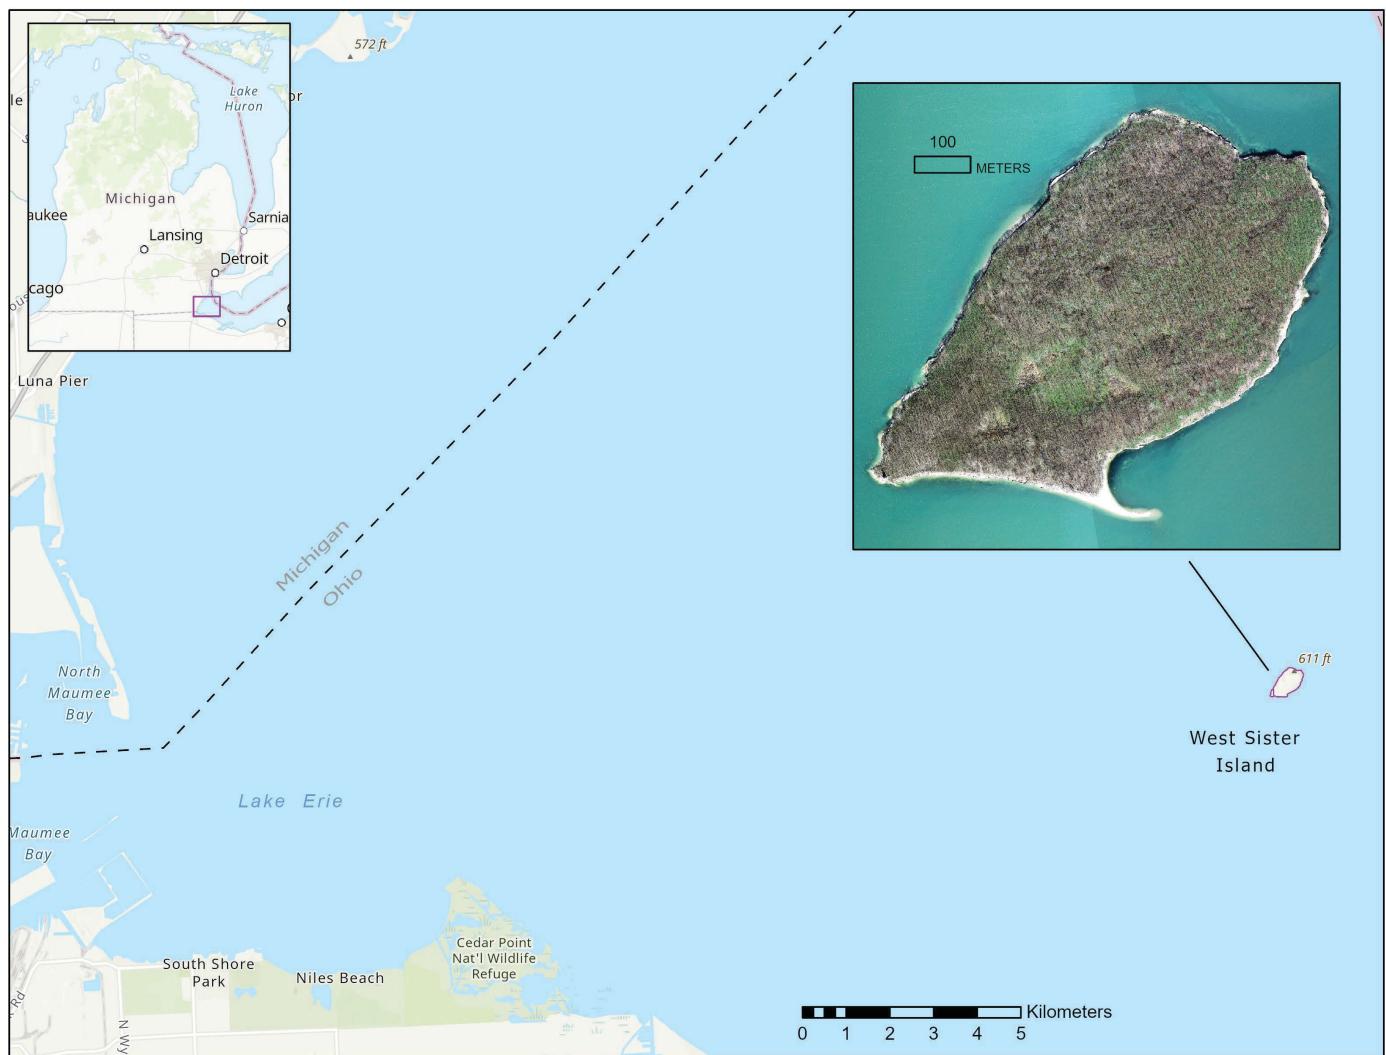 572 ft
Lake
Huron
or
le
Michigan
aukee
Sarnia
Lansing
Detroit
cago
100
METERS
Luna Pier
Michigan
Ohio
611 ft
North
Maumee
Bay
West Sister
Island
Lake Erie
Maumee
Bay
Cedar Point
Nat'l Wildlife
Refuge
South Shore
Park
Niles Beach
Rd
N Wy
Kilometers
0 1 2 3 4 5